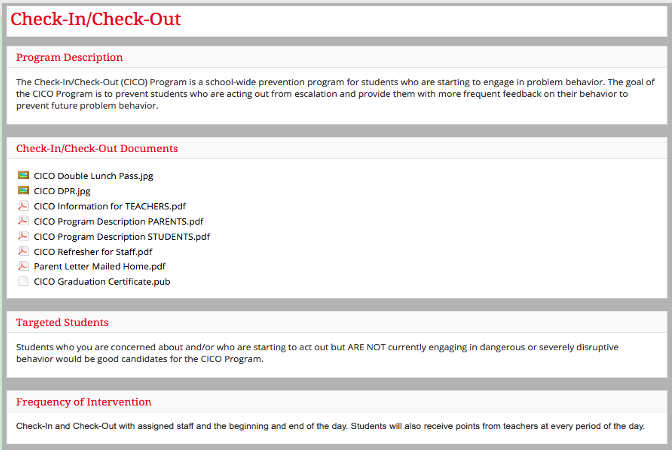 Check-In/Check-Out
Program Description
The Check-In/Check-Out (CICO) Program is a school-wide prevention program for students who are starting to engage in problem behavior. The goal of
the CICO Program is to prevent students who are acting out from escalation and provide them with more frequent feedback on their behavior to
prevent future problem behavior.
Check-In/Check-Out Documents
CICO Double Lunch Pass.jpg
CICO DPR.jpg
CICO Information for TEACHERS.pdf
CICO Program Description PARENTS.pdf
CICO Program Description STUDENTS.pdf
CICO Refresher for Staff.pdf
Parent Letter Mailed Home.pdf
CICO Graduation Certificate.pub
Targeted Students
Students who you are concerned about and/or who are starting to act out but ARE NOT currently engaging in dangerous or severely disruptive
behavior would be good candidates for the CICO Program.
Frequency of Intervention
Check-In and Check-Out with assigned staff and the beginning and end of the day. Students will also receive points from teachers at every period of the day.